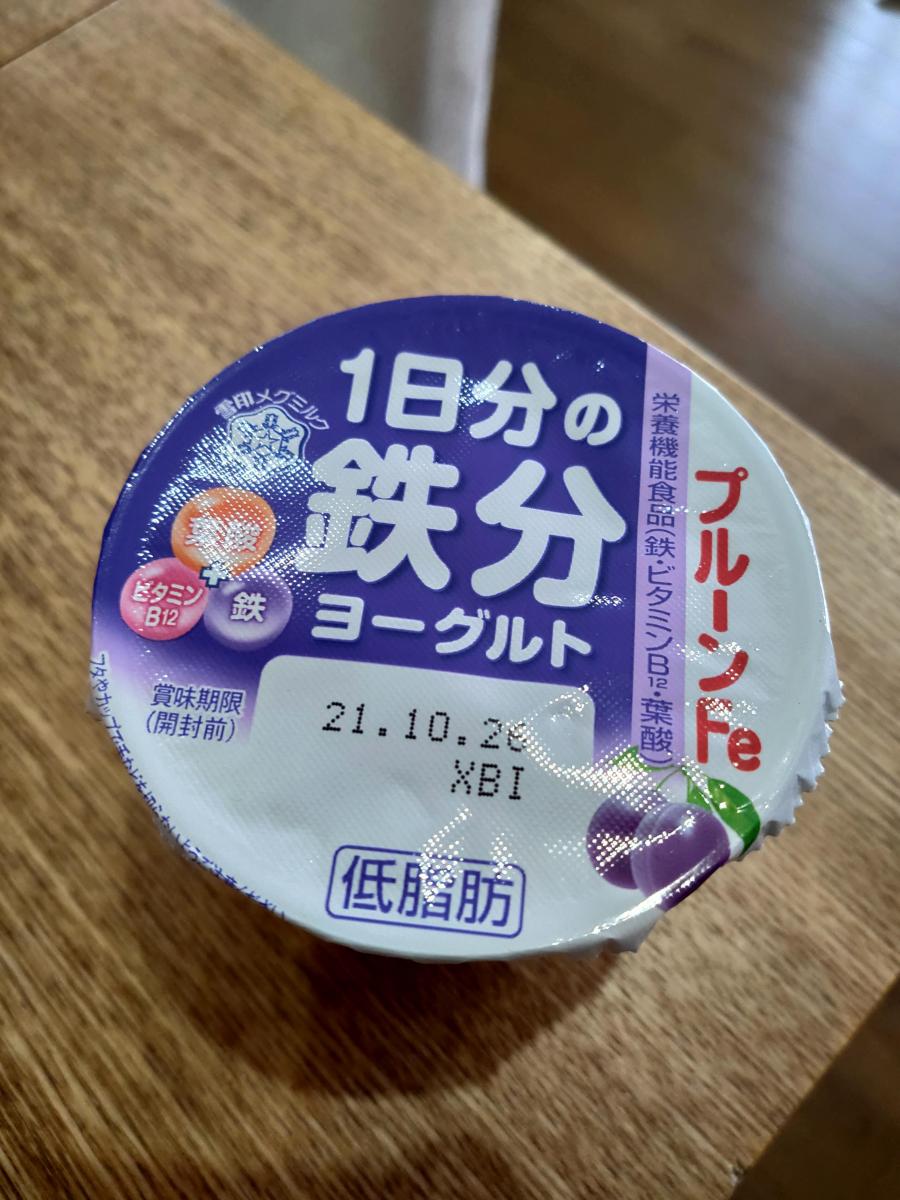 雪印メグミルク
1日分の
鉄分
ヨーグルト
葉酸
+
ビタミン
B12
鉄
栄養機能食品(鉄・ビタミンB12・葉酸)
プルーンFe
賞味期限
(開封前)
21.10.26
XBI
低脂肪